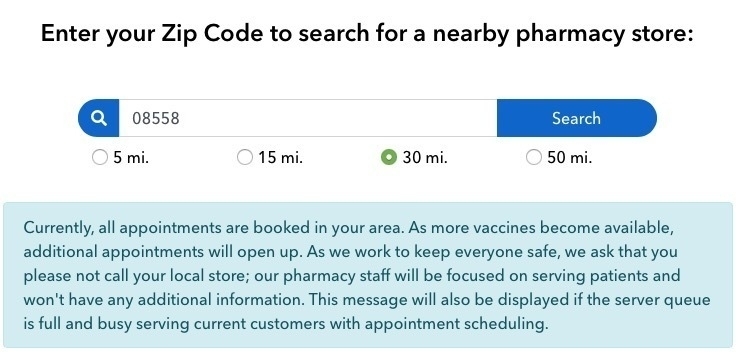 Enter your Zip Code to search for a nearby pharmacy store:
08558 Search
5 mi. 15 mi. 30 mi. 50 mi.
Currently, all appointments are booked in your area. As more vaccines become available,
additional appointments will open up. As we work to keep everyone safe, we ask that you
please not call your local store; our pharmacy staff will be focused on serving patients and
won't have any additional information. This message will also be displayed if the server queue
is full and busy serving current customers with appointment scheduling.